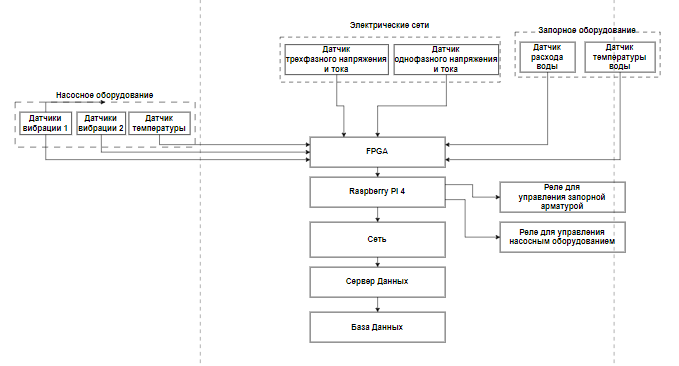 Электрические сети
Запорное оборудование
Датчик
трехфазного напряжения
и тока
Датчик
однофазного напряжения
и тока
Датчик
расхода
воды
Датчик
температуры
воды
Насосное оборудование
Датчики
вибрации 1
Датчики
вибрации 2
Датчик
температуры
FPGA
Raspberry PI 4
Реле для
управления запорной
арматурой
Реле для управления
насосным оборудованием
Сеть
Сервер Данных
База Данных